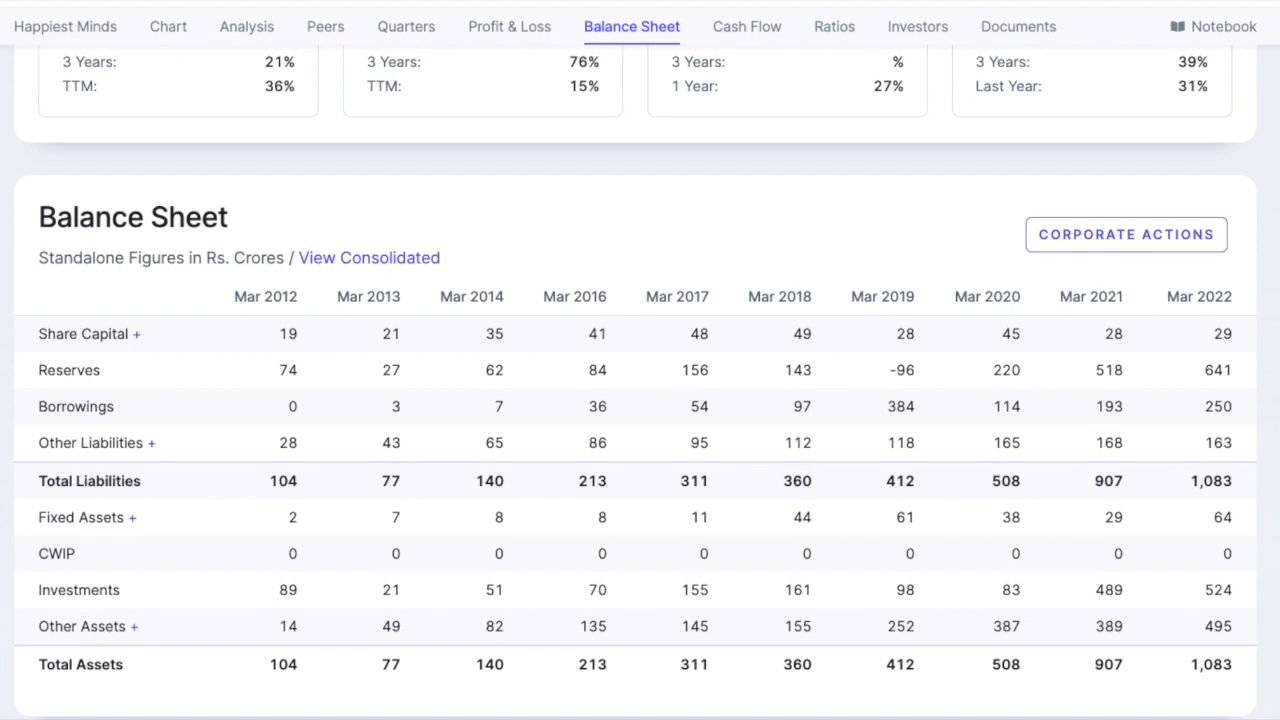 Happiest Minds Chart Analysis Peers Quarters Profit & Loss Balance Sheet Cash Flow Ratios Investors Documents Notebook
3 Years: 21% 3 Years: 76% 3 Years: % 3 Years: 39%
TTM: 36% TTM: 15% 1 Year: 27% Last Year: 31%
Balance Sheet
CORPORATE ACTIONS
Standalone Figures in Rs. Crores / View Consolidated
Mar 2012 Mar 2013 Mar 2014 Mar 2016 Mar 2017 Mar 2018 Mar 2019 Mar 2020 Mar 2021 Mar 2022
Share Capital + 19 21 35 41 48 49 28 45 28 29
Reserves 74 27 62 84 156 143 -96 220 518 641
Borrowings 0 3 7 36 54 97 384 114 193 250
Other Liabilities + 28 43 65 86 95 112 118 165 168 163
Total Liabilities 104 77 140 213 311 360 412 508 907 1,083
Fixed Assets + 2 7 8 8 11 44 61 38 29 64
CWIP 0 0 0 0 0 0 0 0 0 0
Investments 89 21 51 70 155 161 98 83 489 524
Other Assets + 14 49 82 135 145 155 252 387 389 495
Total Assets 104 77 140 213 311 360 412 508 907 1,083